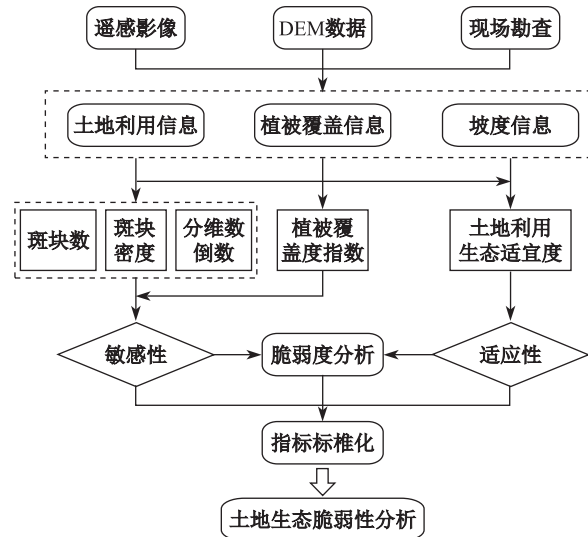 遥感影像
DEM数据
现场勘查
土地利用信息
植被覆盖信息
坡度信息
斑块数
斑块
密度
分维数
倒数
植被覆
盖度指数
土地利用
生态适宜度
敏感性
脆弱度分析
适应性
指标标椎化
土地生态脆弱性分析